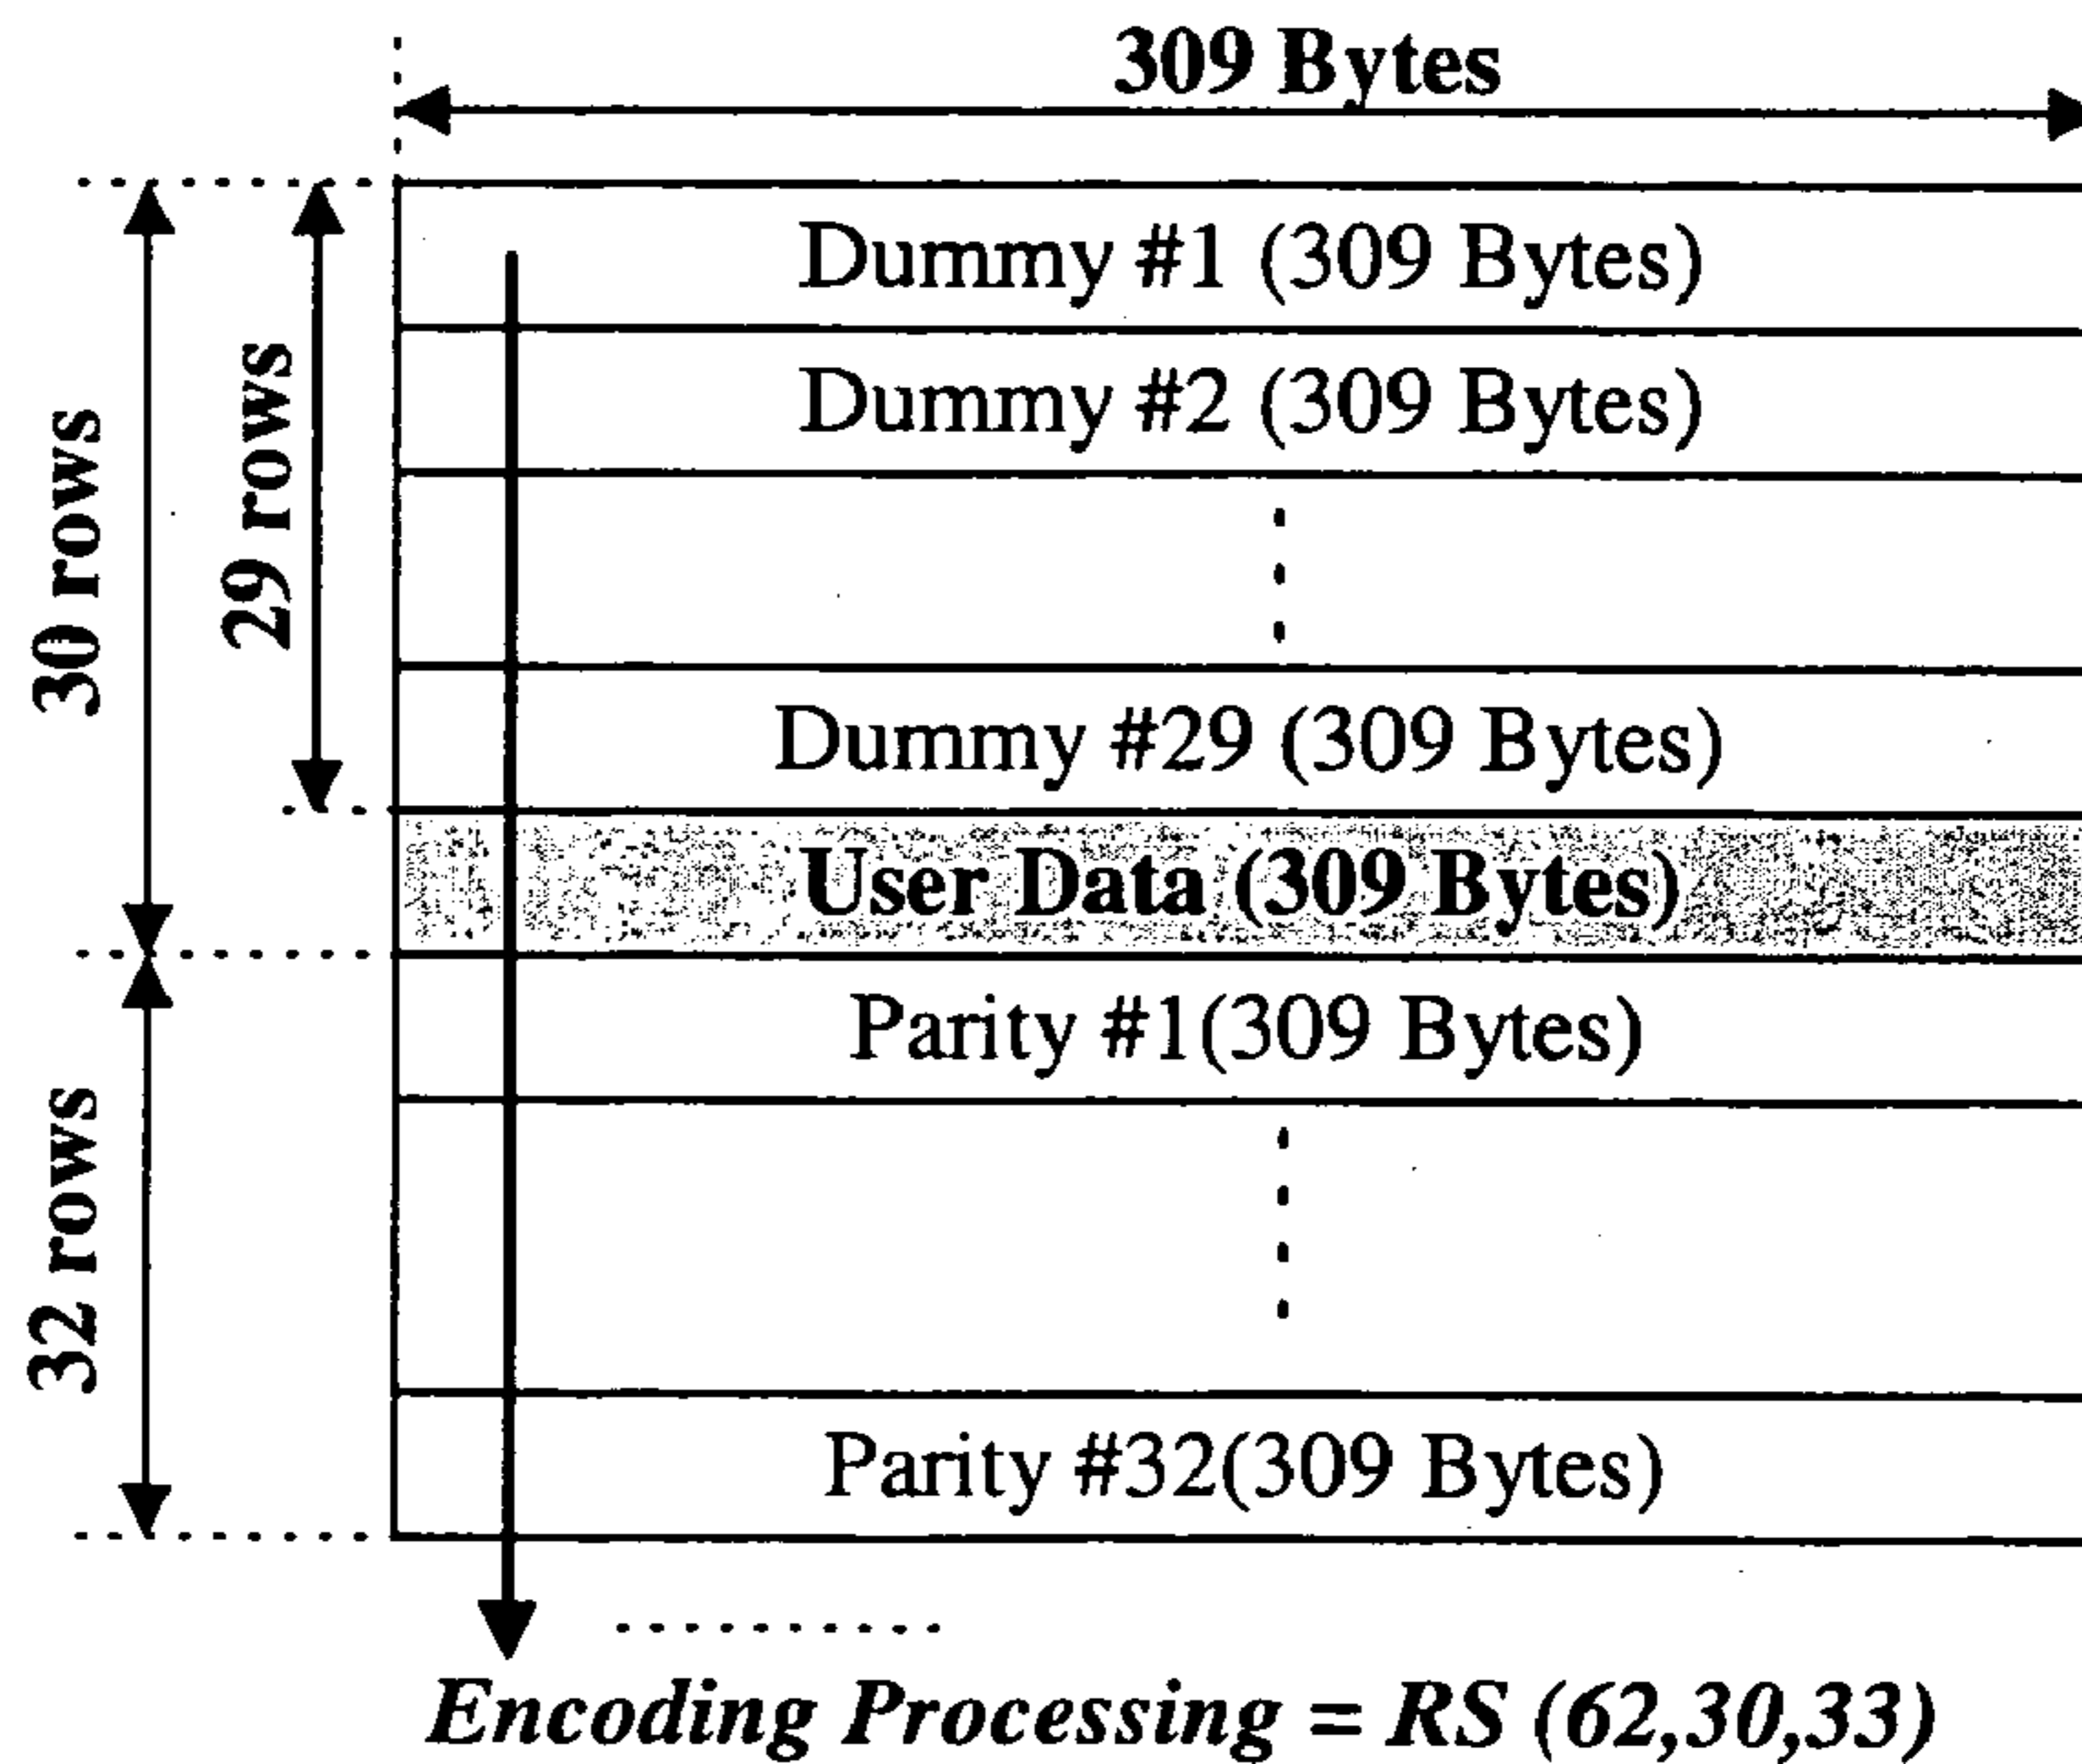 309 Bytes
Dummy #1 (309 Bytes)
Dummy #2 (309 Bytes)
30 rows
29 rows
Dummy #29 (309 Bytes)
User Data (309 Bytes)
Parity #1(309 Bytes)
32 rows
Parity #32(309 Bytes)
Encoding Processing = RS (62,30,33)